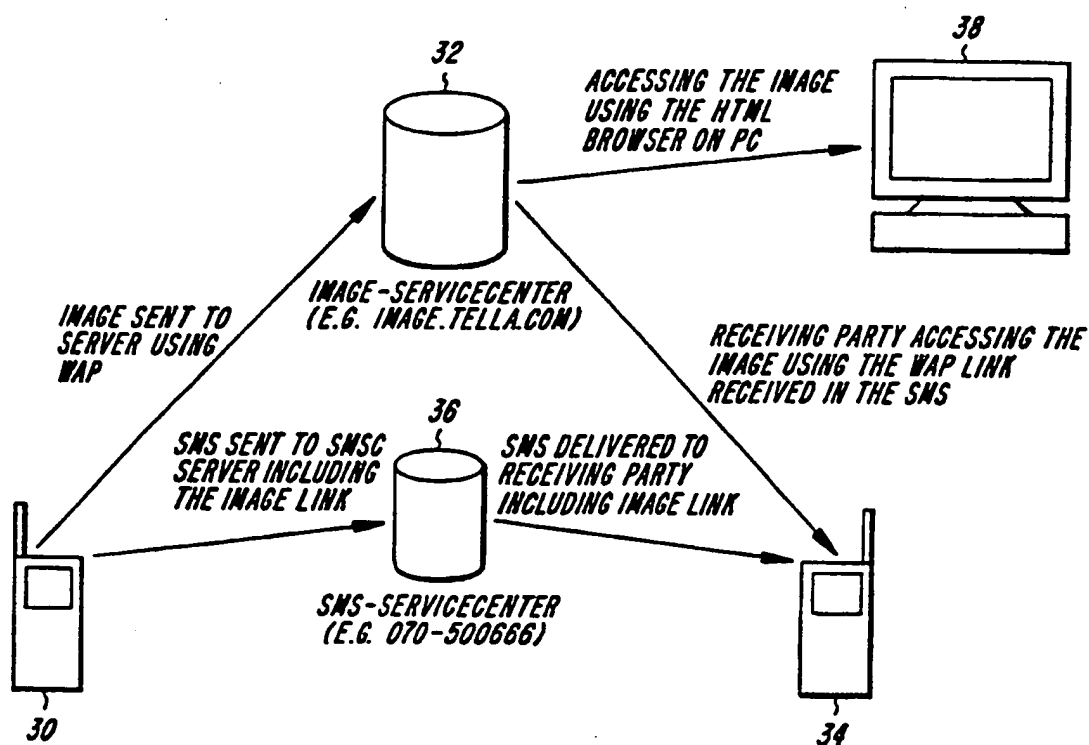 32
38
ACCESSING THE IMAGE
USING THE HTML
BROWSER ON PC
IMAGE-SERVICECENTER
(E.G. IMAGE.TELLA.COM)
IMAGE SENT TO
SERVER USING
WAP
RECEIVING PARTY ACCESSING THE
IMAGE USING THE WAP LINK
RECEIVED IN THE SMS
36
SMS SENT TO SMSC
SERVER INCLUDING
THE IMAGE LINK
SMS DELIVERED TO
RECEIVING PARTY
INCLUDING IMAGE LINK
SMS-SERVICECENTER
(E.G. 070-500666)
30
34